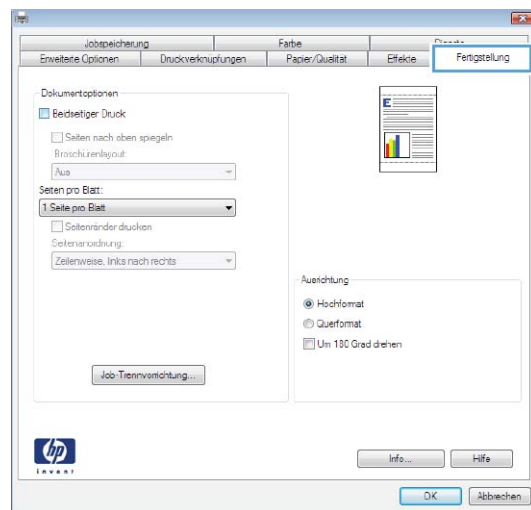 Jobspeicherung Farbe Dienste
Erweiterte Optionen Druckverknüpfungen Papier/Qualität Effekte Fertigstellung
Dokumentoptionen
Beidseitiger Druck
Seiten nach oben spiegeln
Broschürenlayout:
Aus
Seiten pro Blatt:
1 Seite pro Blatt
Seitenränder drucken
Seitenanordnung:
Zeilenweise, links nach rechts
Job-Trennvorrichtung...
E
Ausrichtung
Hochformat
Querformat
Um 180 Grad drehen
hp
invent
Info... Hilfe
OK Abbrechen